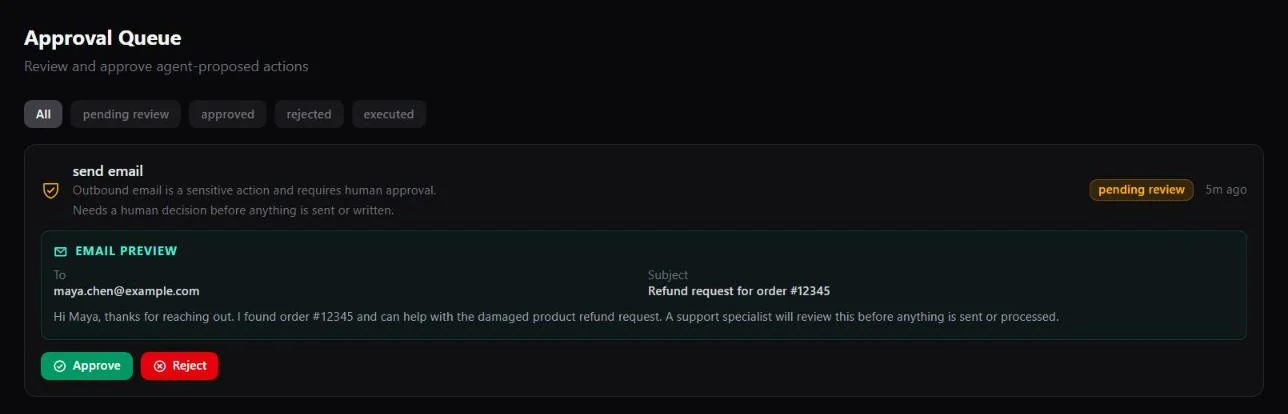 Approval Queue
Review and approve agent-proposed actions
All
pending review
approved
rejected
executed
send email
Outbound email is a sensitive action and requires human approval.
Needs a human decision before anything is sent or written.
pending review
5m ago
EMAIL PREVIEW
To
maya.chen@example.com
Subject
Refund request for order #12345
Hi Maya, thanks for reaching out. I found order #12345 and can help with the damaged product refund request. A support specialist will review this before anything is sent or processed.
Approve
Reject